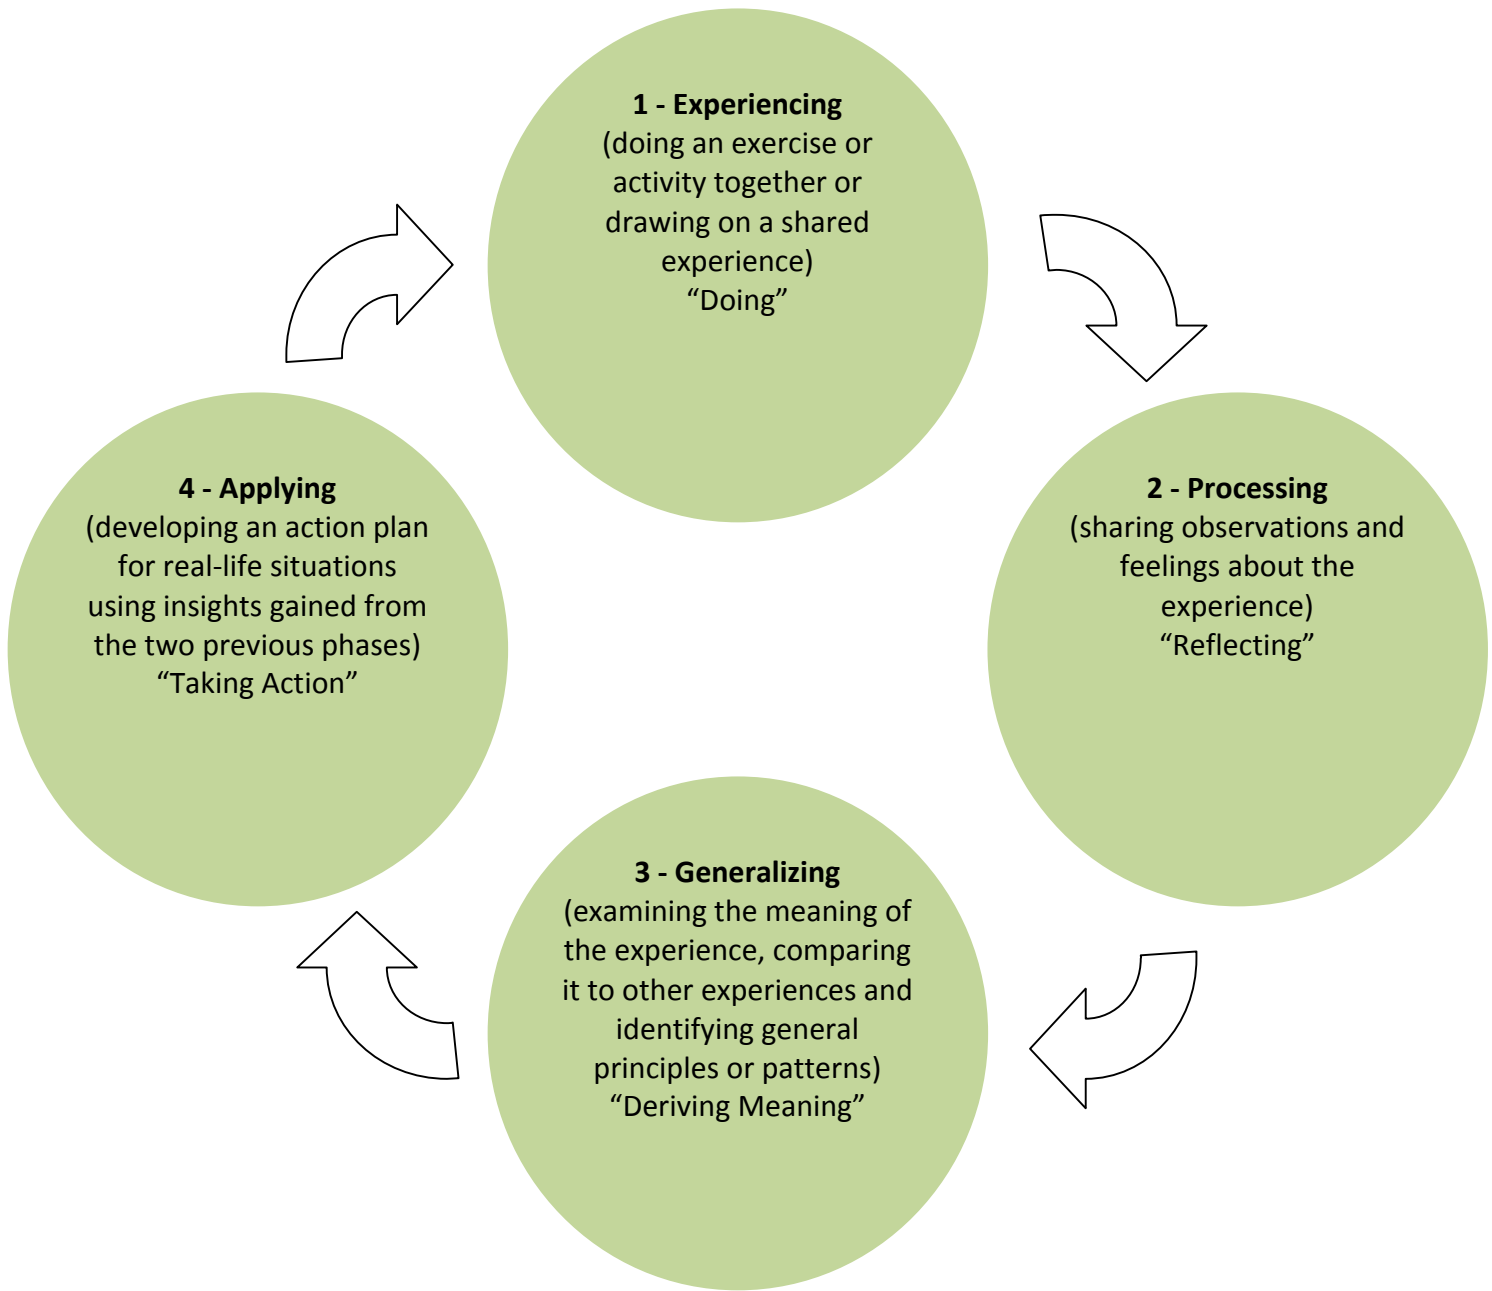 1 - Experiencing
(doing an exercise or
activity together or
drawing on a shared
experience)
“Doing”
2 - Processing
(sharing observations and
feelings about the
experience)
“Reflecting”
3 - Generalizing
(examining the meaning of
the experience, comparing
it to other experiences and
identifying general
principles or patterns)
“Deriving Meaning”
4 - Applying
(developing an action plan
for real-life situations
using insights gained from
the two previous phases)
“Taking Action”